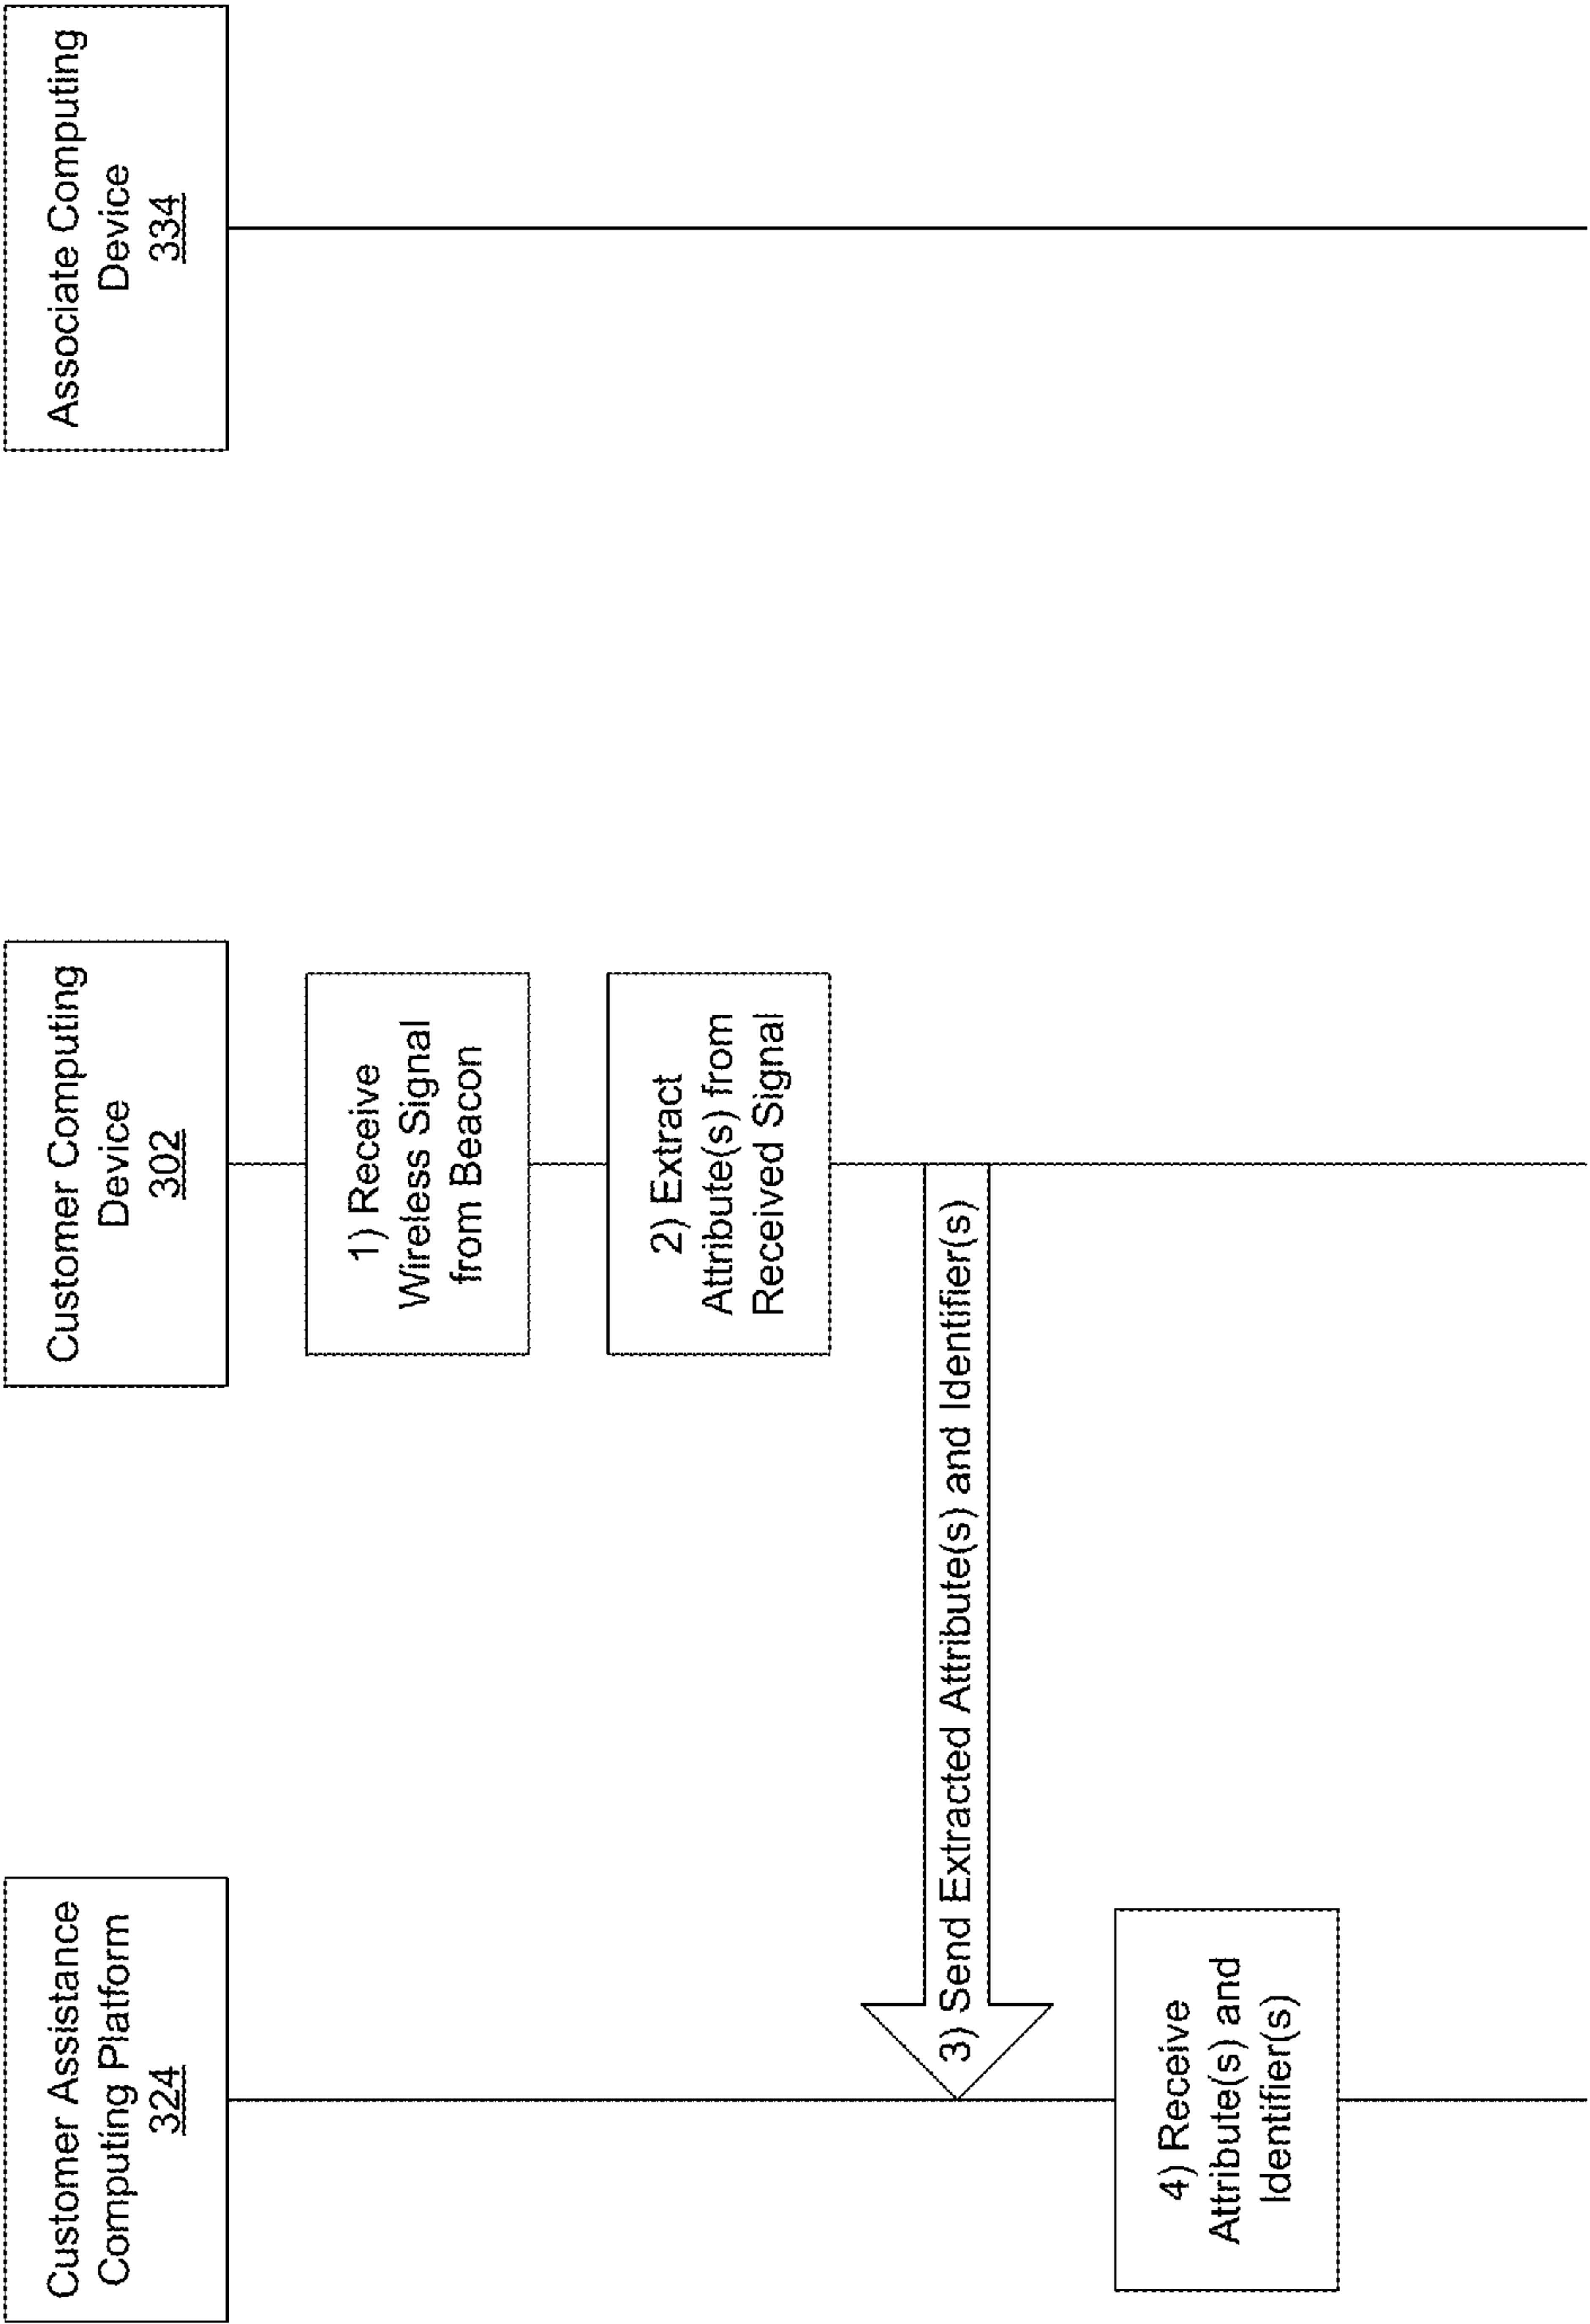 Customer Assistance
Computing Platform
324
Customer Computing
Device
302
Associate Computing
Device
334
1) Receive
Wireless Signal
from Beacon
2) Extract
Attribute(s) from
Received Signal
3) Send Extracted Attribute(s) and Identifier(s)
4) Receive
Attribute(s) and
Identifier(s)